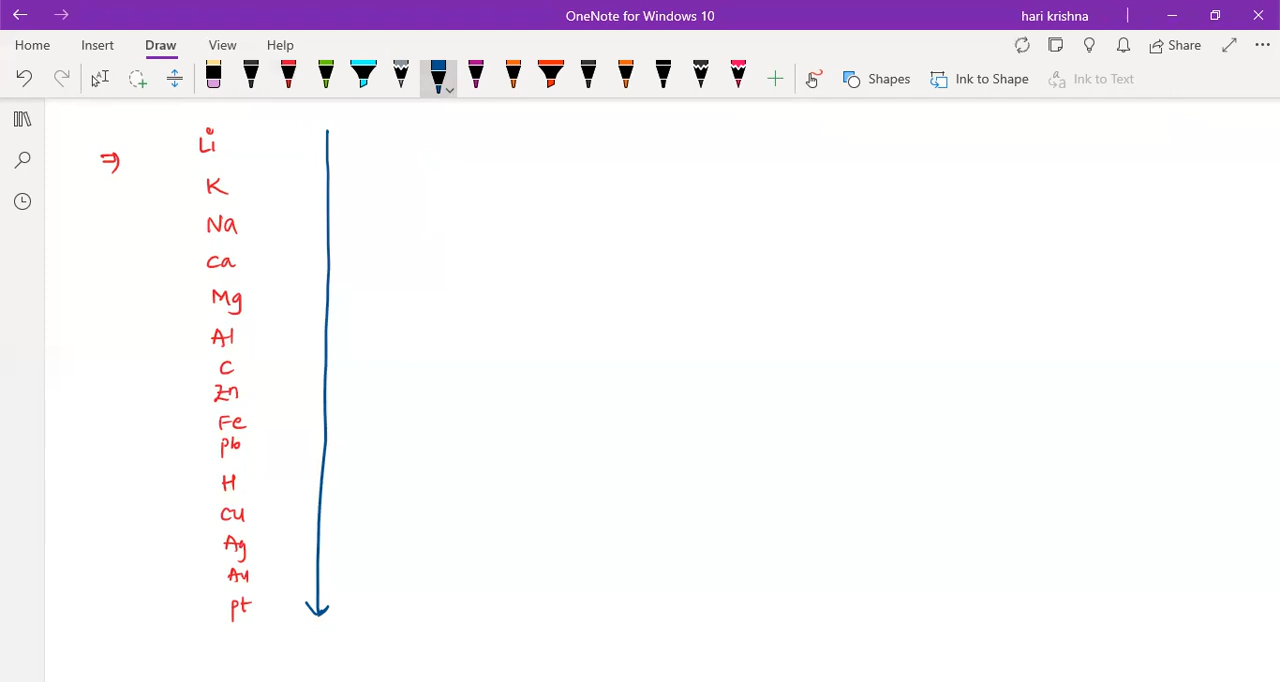 OneNote for Windows 10
hari krishna
Home Insert Draw View Help
Share
Shapes Ink to Shape Ink to Text
⇒ Li
K
Na
Ca
Mg
Al
C
Zn
Fe
Pb
H
Cu
Ag
Au
pt